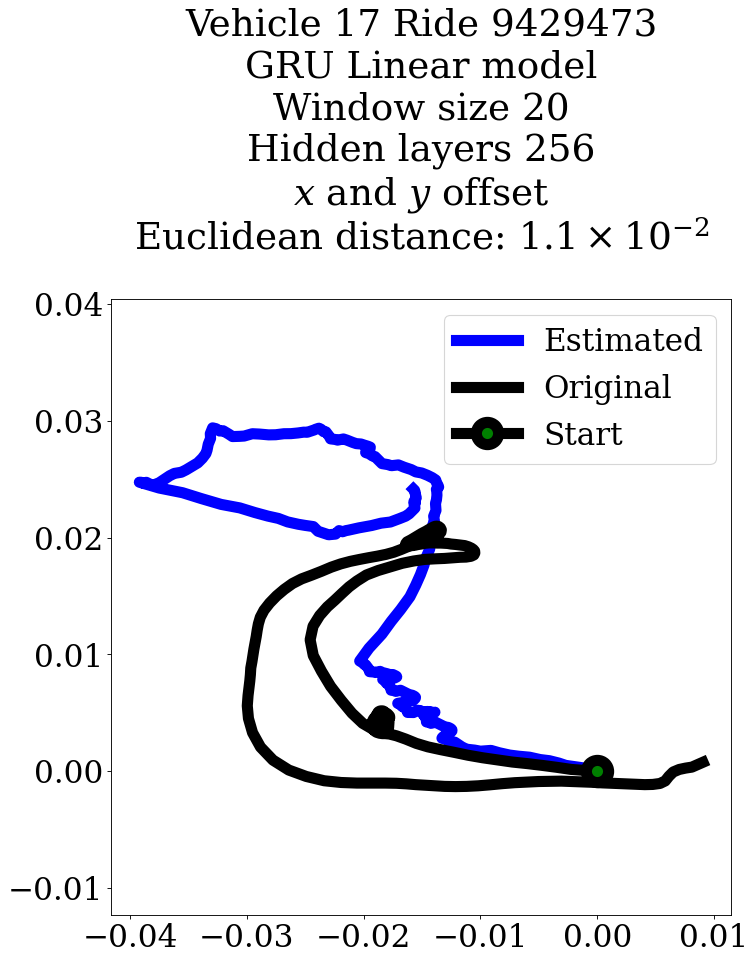 Vehicle 17 Ride 9429473
GRU Linear model
Window size 20
Hidden layers 256
x and y offset
Euclidean distance: 1.1 × 10⁻²
Estimated
Original
Start
0.04
0.03
0.02
0.01
0.00
−0.01
−0.04 −0.03 −0.02 −0.01 0.00 0.01